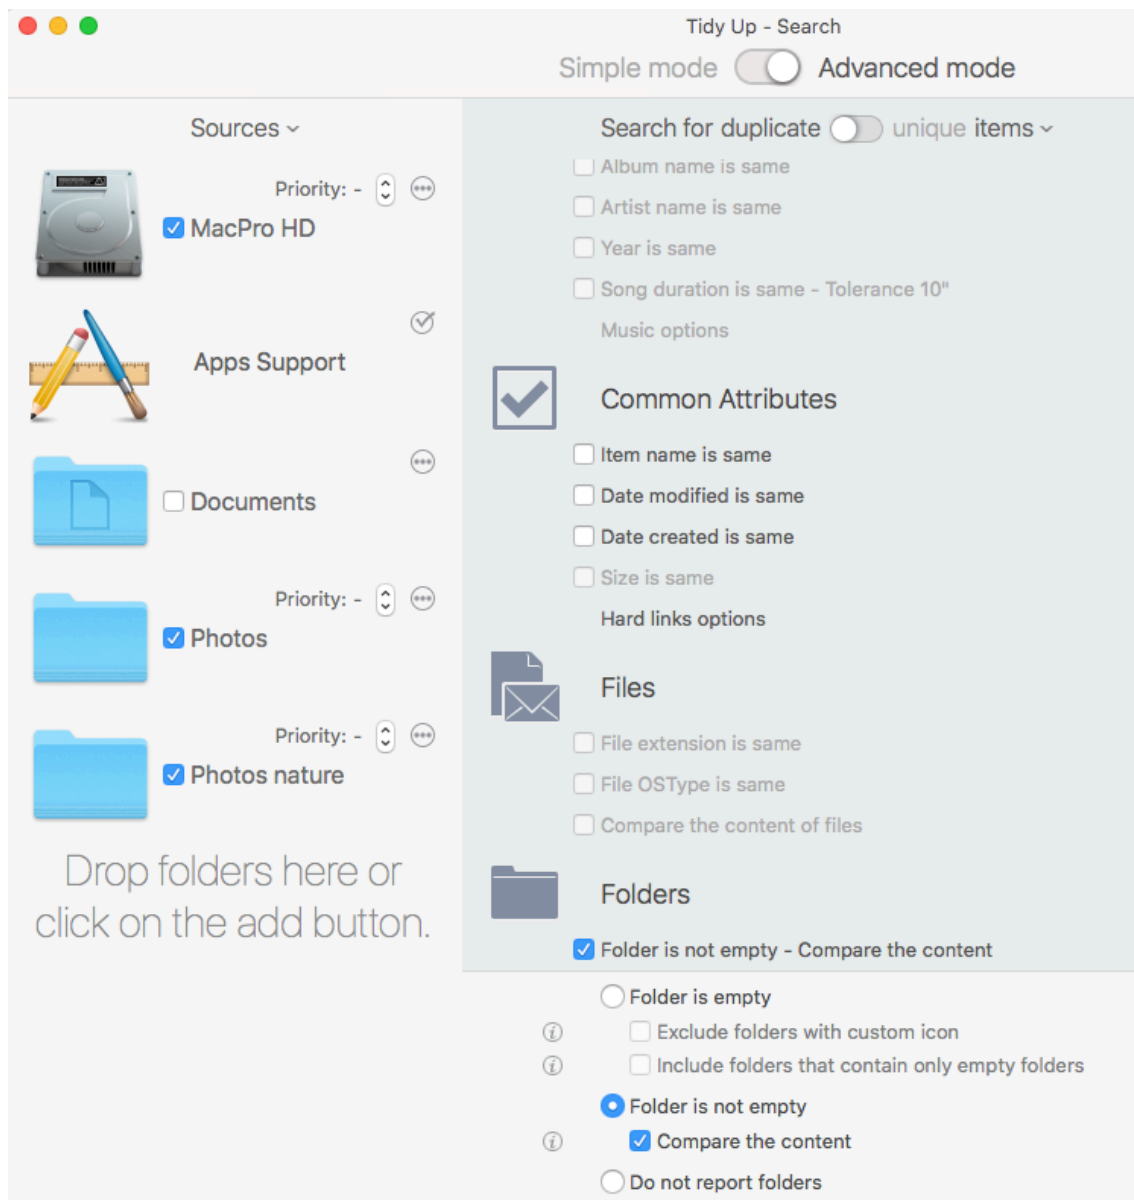 Tidy Up - Search
Simple mode Advanced mode
Sources
Priority: -
MacPro HD
Apps Support
Documents
Priority: -
Photos
Priority: -
Photos nature
Drop folders here or
click on the add button.
Search for duplicate unique items
Album name is same
Artist name is same
Year is same
Song duration is same - Tolerance 10"
Music options
Common Attributes
Item name is same
Date modified is same
Date created is same
Size is same
Hard links options
Files
File extension is same
File OSType is same
Compare the content of files
Folders
Folder is not empty - Compare the content
Folder is empty
Exclude folders with custom icon
Include folders that contain only empty folders
Folder is not empty
Compare the content
Do not report folders